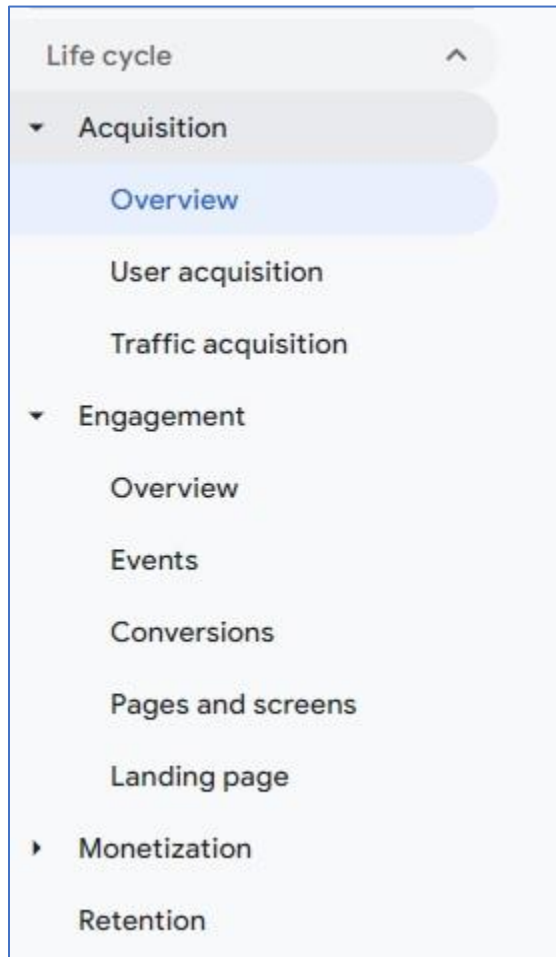 Life cycle
Acquisition
Overview
User acquisition
Traffic acquisition
Engagement
Overview
Events
Conversions
Pages and screens
Landing page
Monetization
Retention